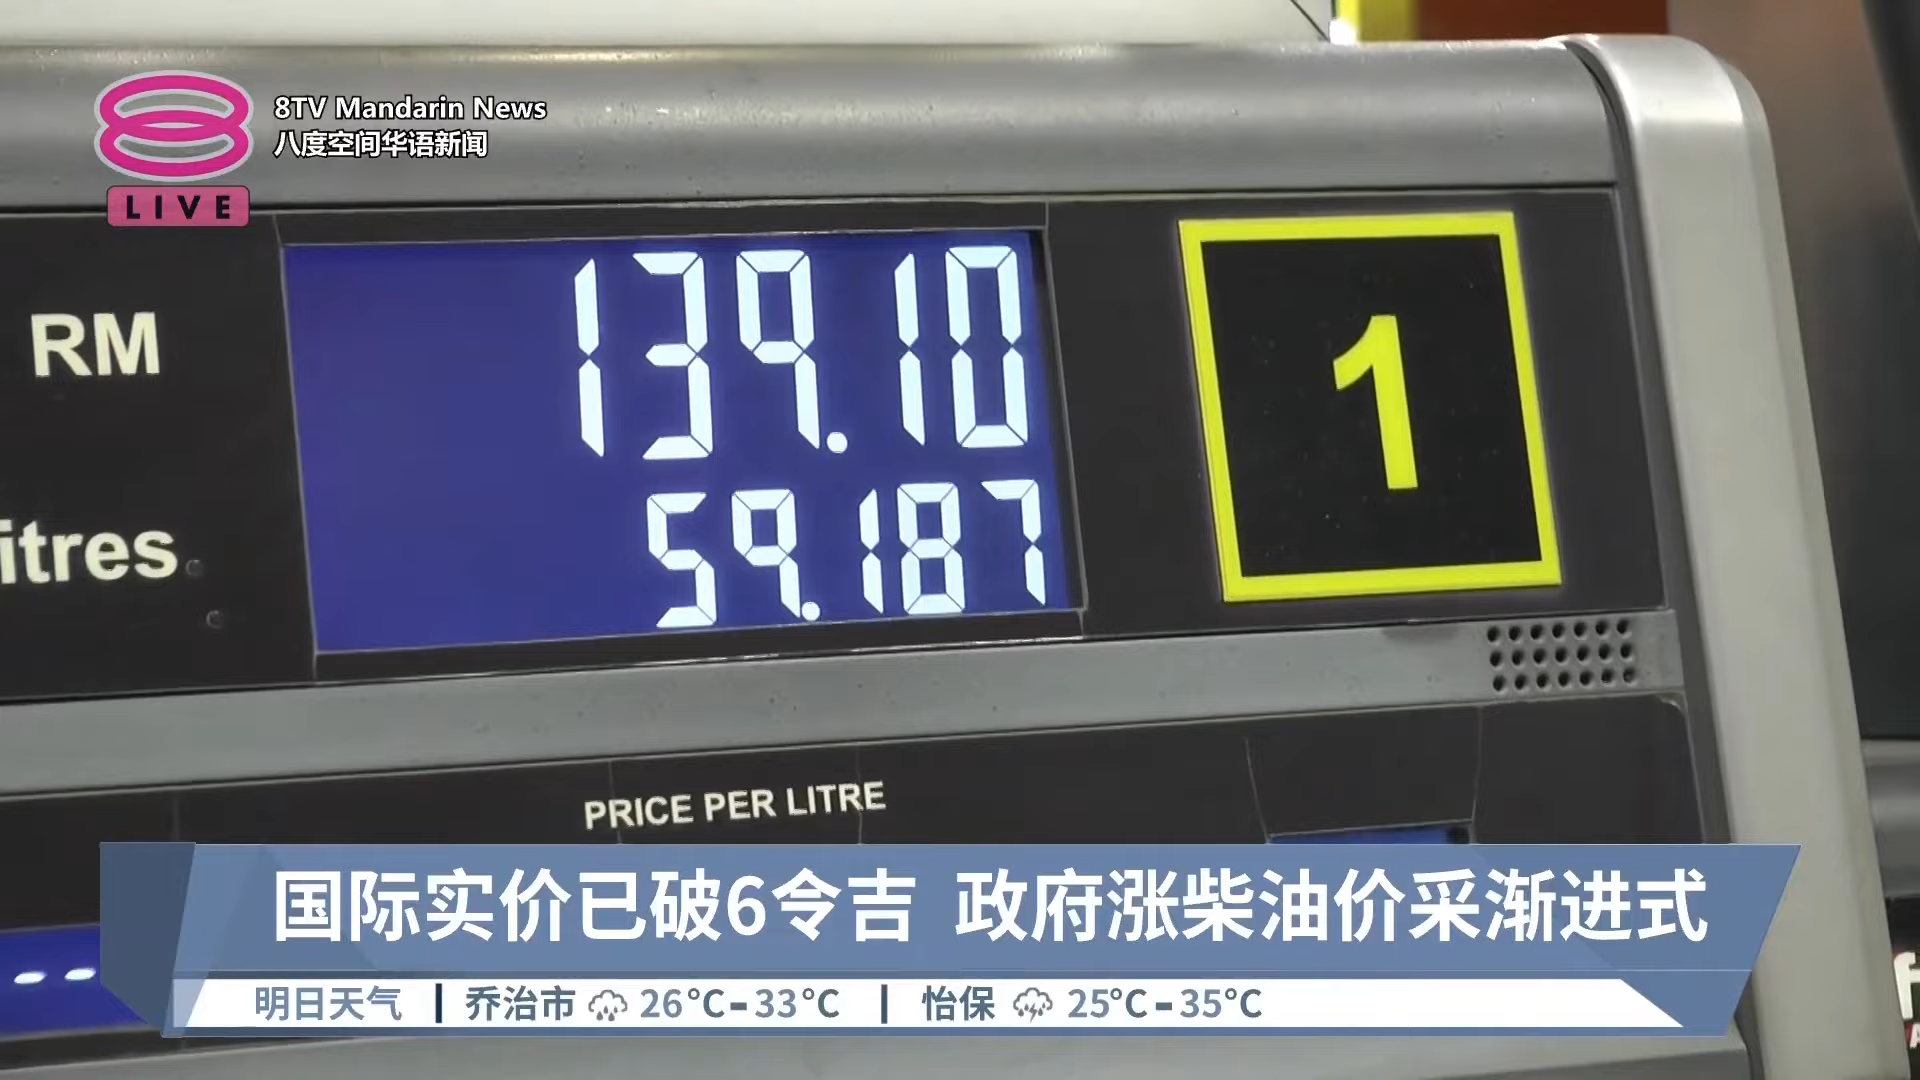 8TV Mandarin News
八度空间华语新闻
LIVE
RM
139.10
1
itres
59.187
PRICE PER LITRE
国际实价已破6令吉 政府涨柴油价采渐进式
明日天气 | 乔治市 26°C-33°C | 怡保 25°C-35°C